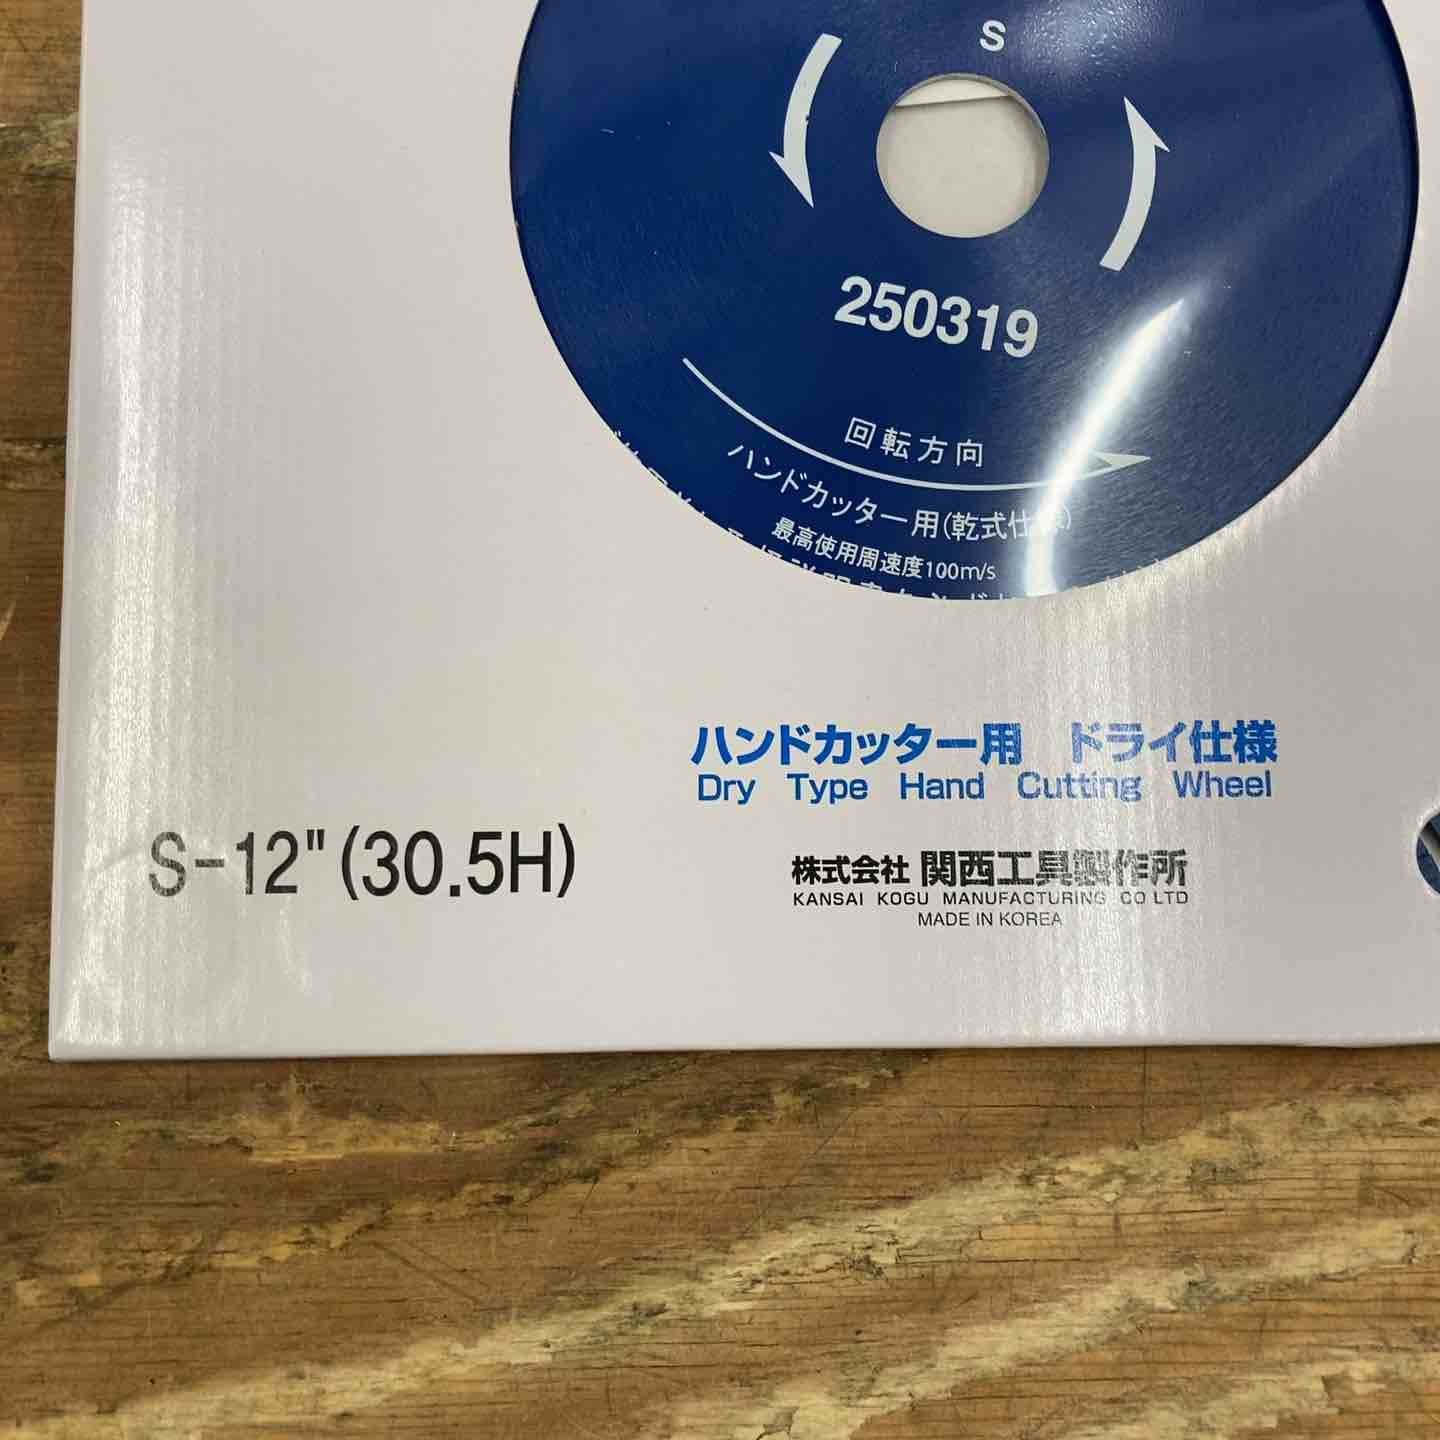 S
250319
回転方向
ハンドカッター用(乾式仕様)
最高使用周速度100m/s
ハンドカッター用 ドライ仕様
Dry Type Hand Cutting Wheel
S-12"(30.5H)
株式会社 関西工具製作所
KANSAI KOGU MANUFACTURING CO LTD
MADE IN KOREA